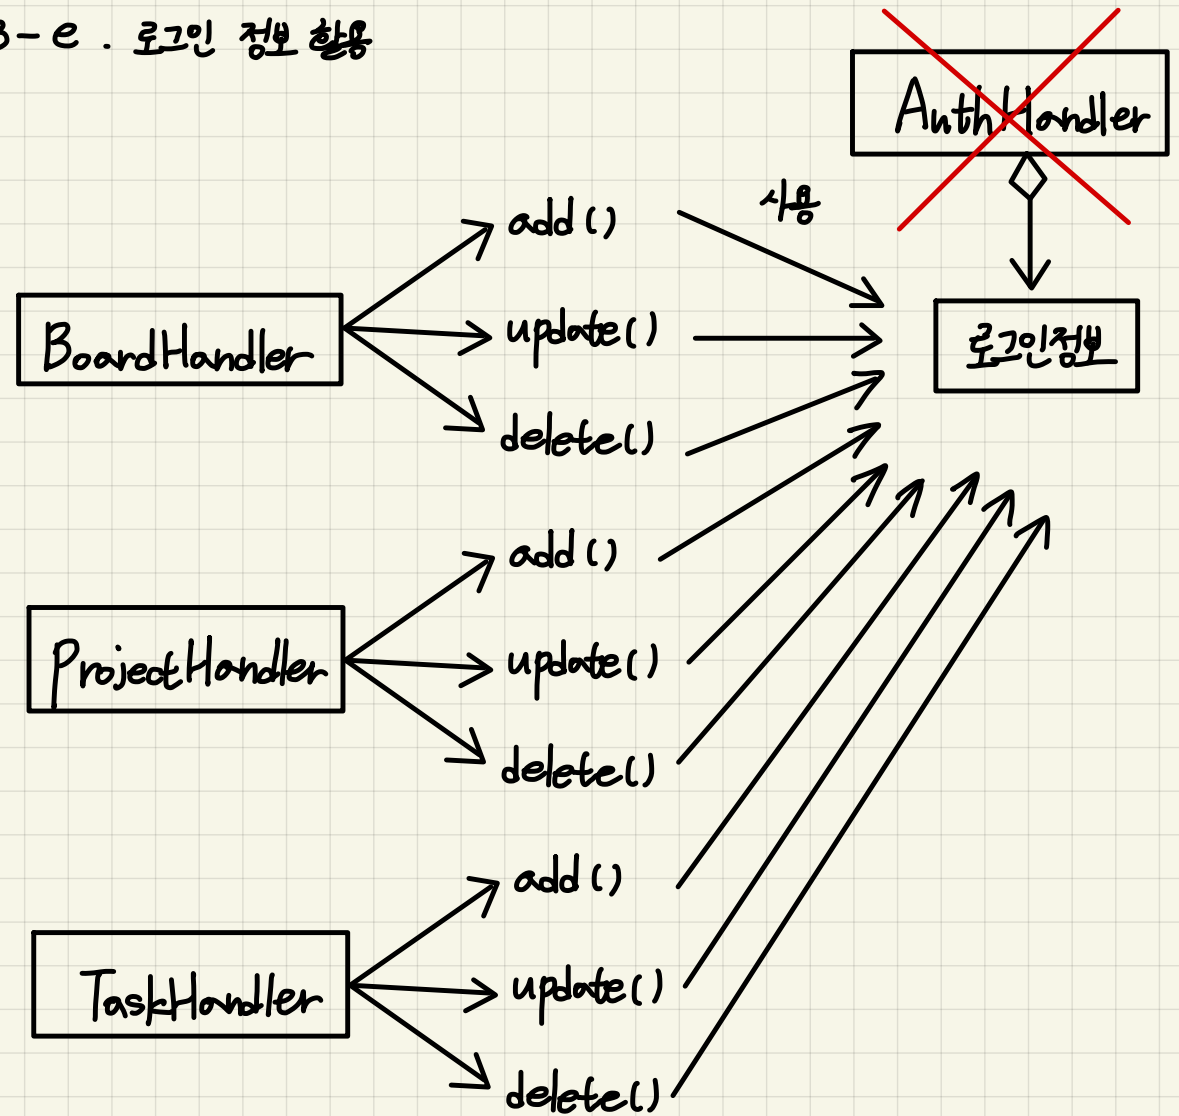 3-e. 로그인 정보 활용
AuthHandler
사용
add()
update()
delete()
BoardHandler
로그인정보
add()
update()
delete()
ProjectHandler
add()
update()
delete()
TaskHandler